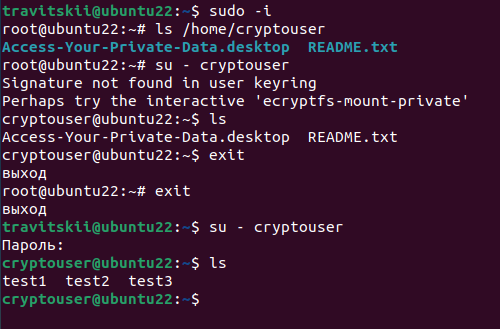 travitskii@ubuntu22:~$ sudo -i
root@ubuntu22:~# ls /home/cryptouser
Access-Your-Private-Data.desktop  README.txt
root@ubuntu22:~# su - cryptouser
Signature not found in user keyring
Perhaps try the interactive 'ecryptfs-mount-private'
cryptouser@ubuntu22:~$ ls
Access-Your-Private-Data.desktop  README.txt
cryptouser@ubuntu22:~$ exit
выход
root@ubuntu22:~# exit
выход
travitskii@ubuntu22:~$ su - cryptouser
Пароль:
cryptouser@ubuntu22:~$ ls
test1  test2  test3
cryptouser@ubuntu22:~$